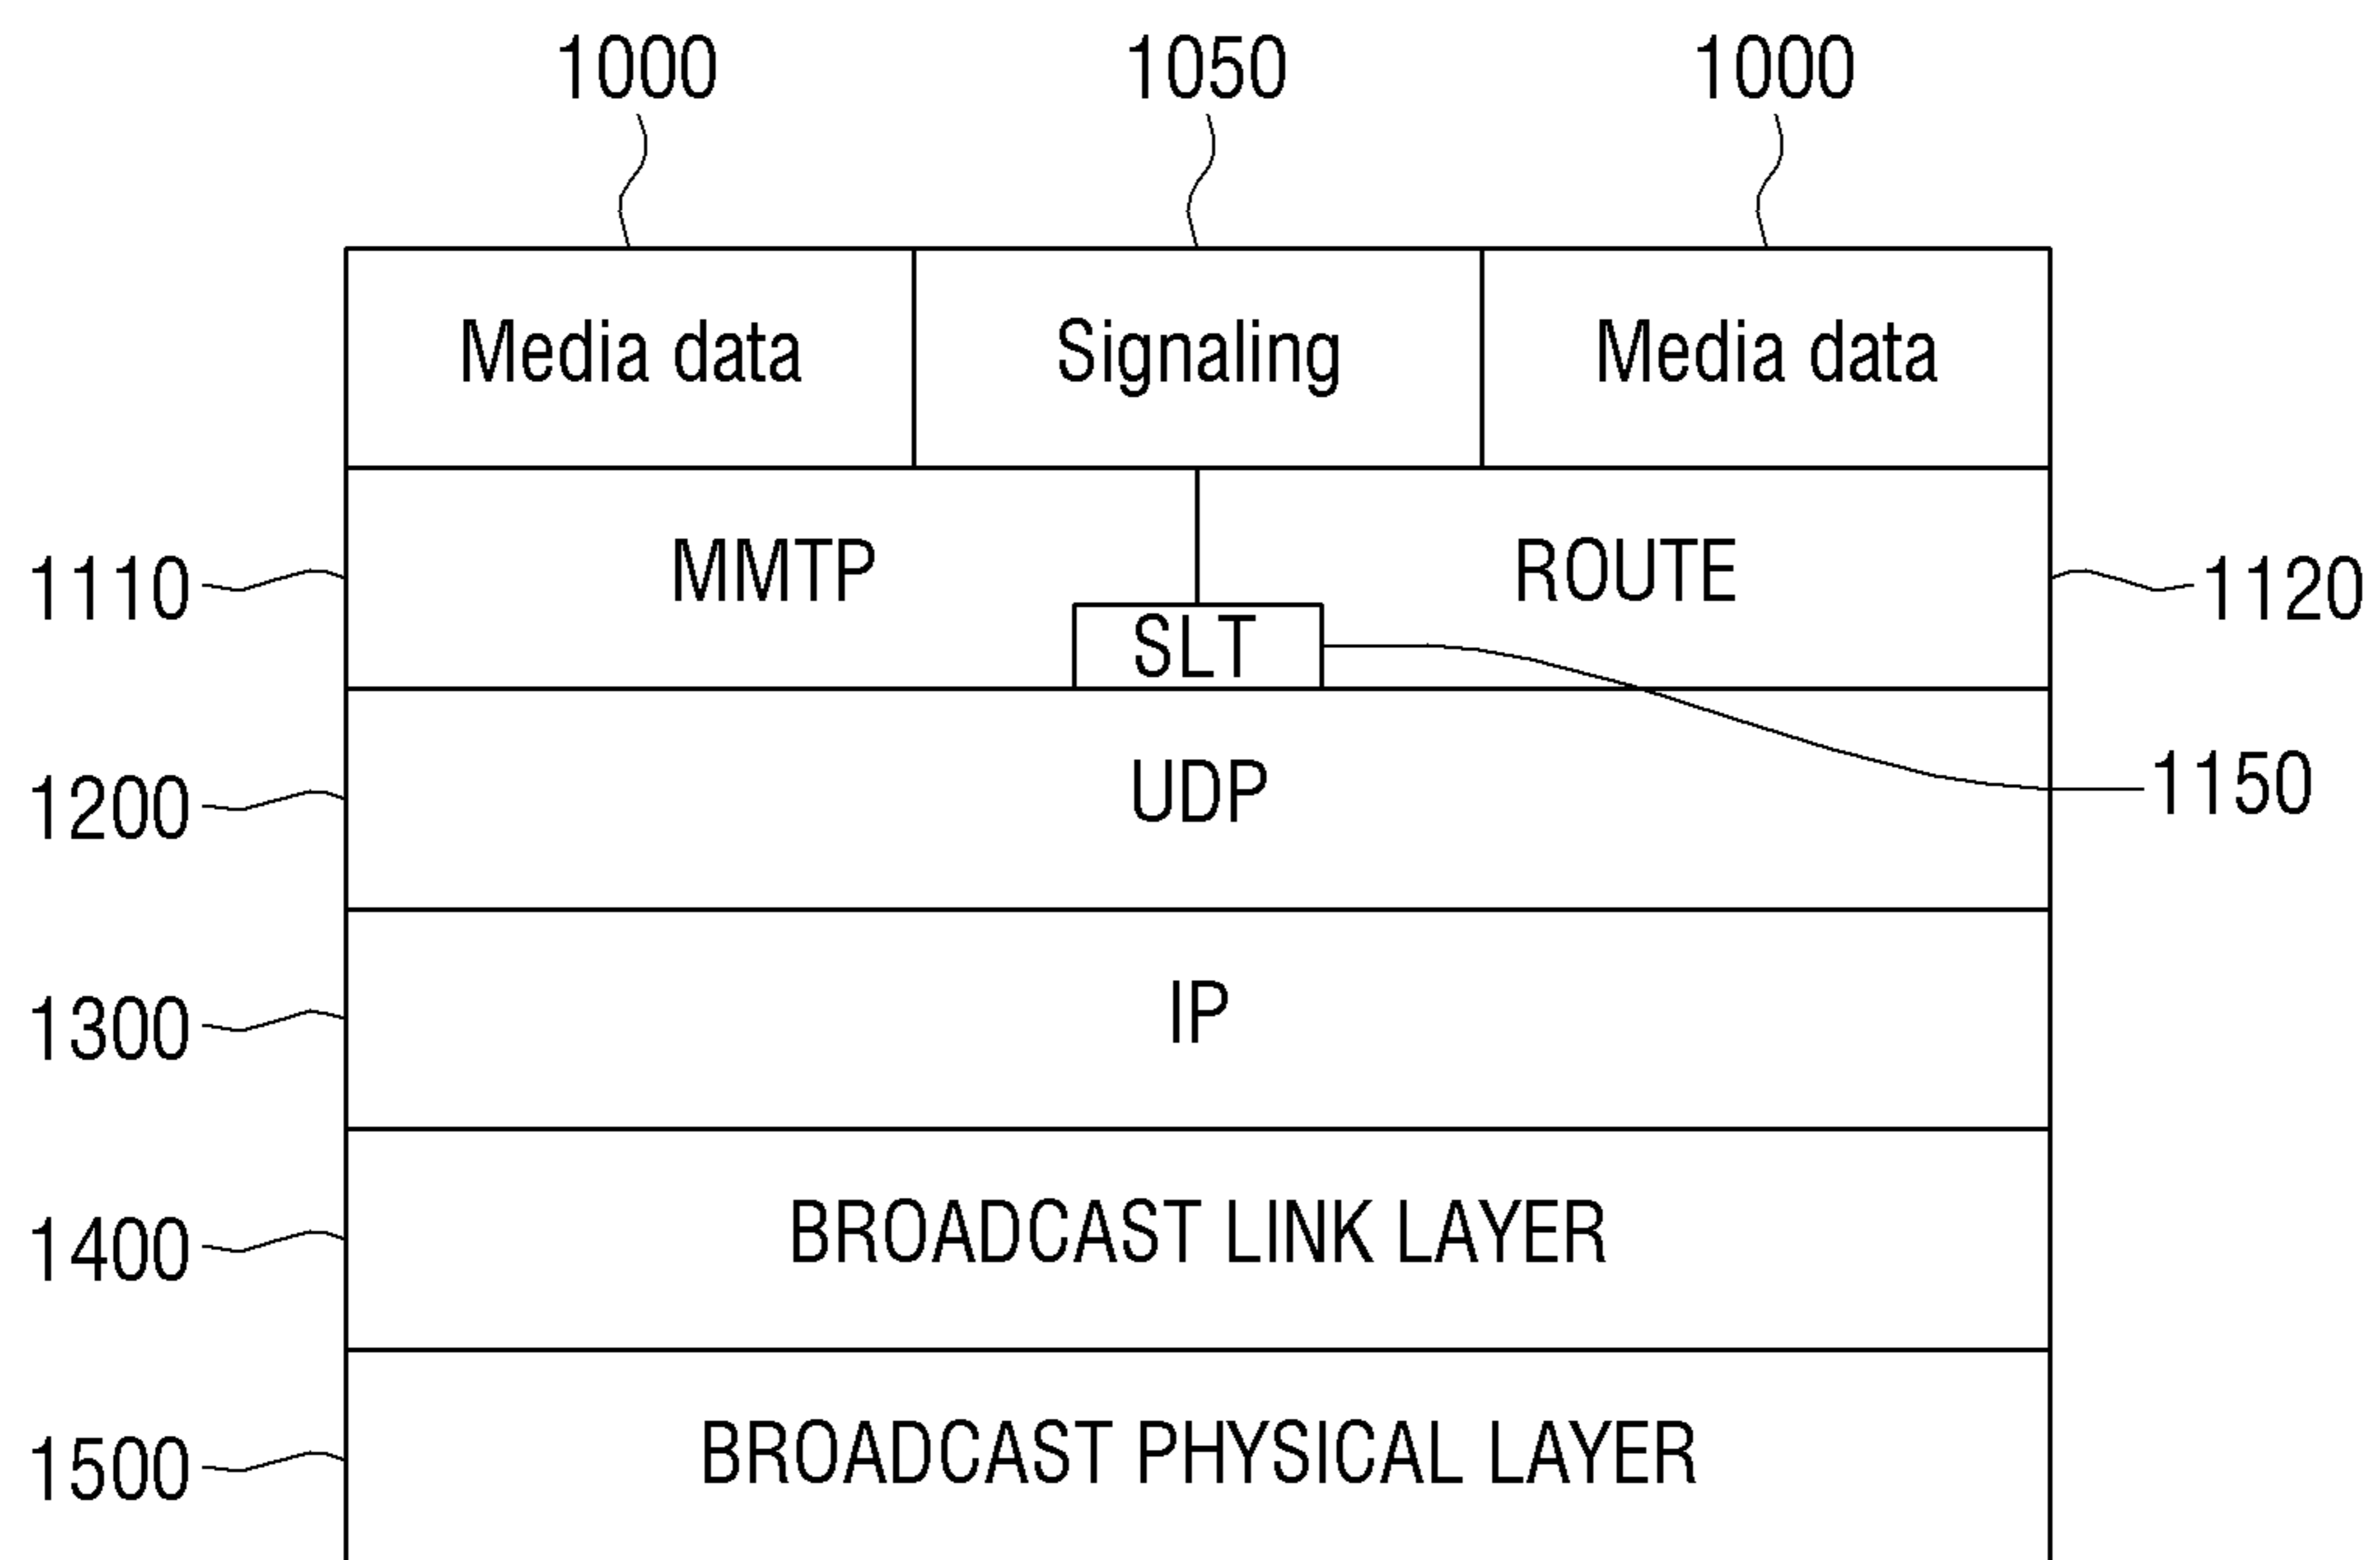 1000 1050 1000
Media data Signaling Media data
1110 MMTP ROUTE 1120
SLT
1200 UDP 1150
1300 IP
1400 BROADCAST LINK LAYER
1500 BROADCAST PHYSICAL LAYER